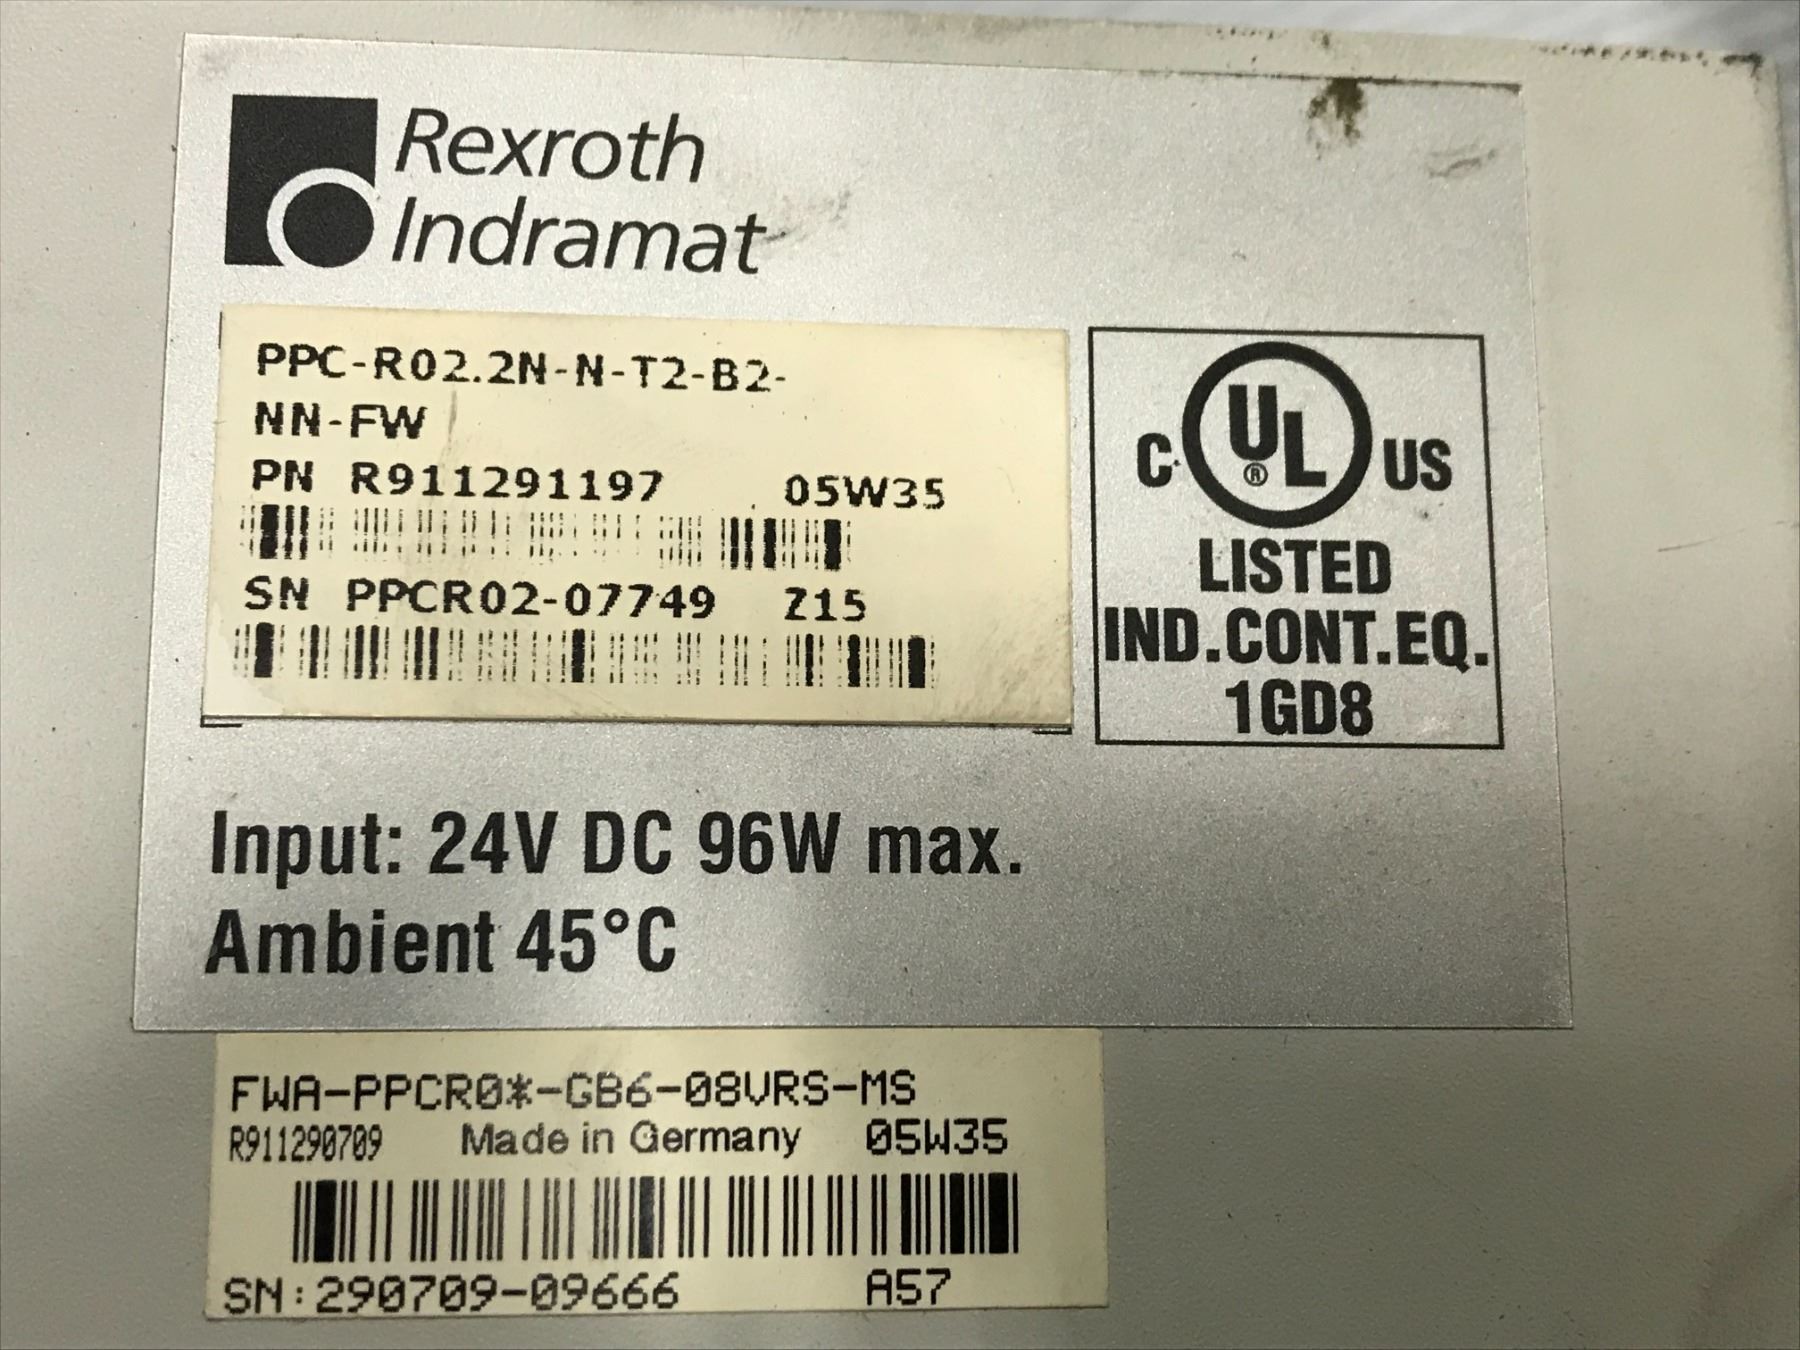 Rexroth
Indramat
PPC-R02.2N-N-T2-B2-
NN-FW
PN R911291197 05W35
SN PPCR02-07749 Z15
C UL® US
LISTED
IND.CONT.EQ.
1GD8
Input: 24V DC 96W max.
Ambient 45°C
FWA-PPCR0*-GB6-08VRS-MS
R911290709 Made in Germany 05W35
SN:290709-09666 A57